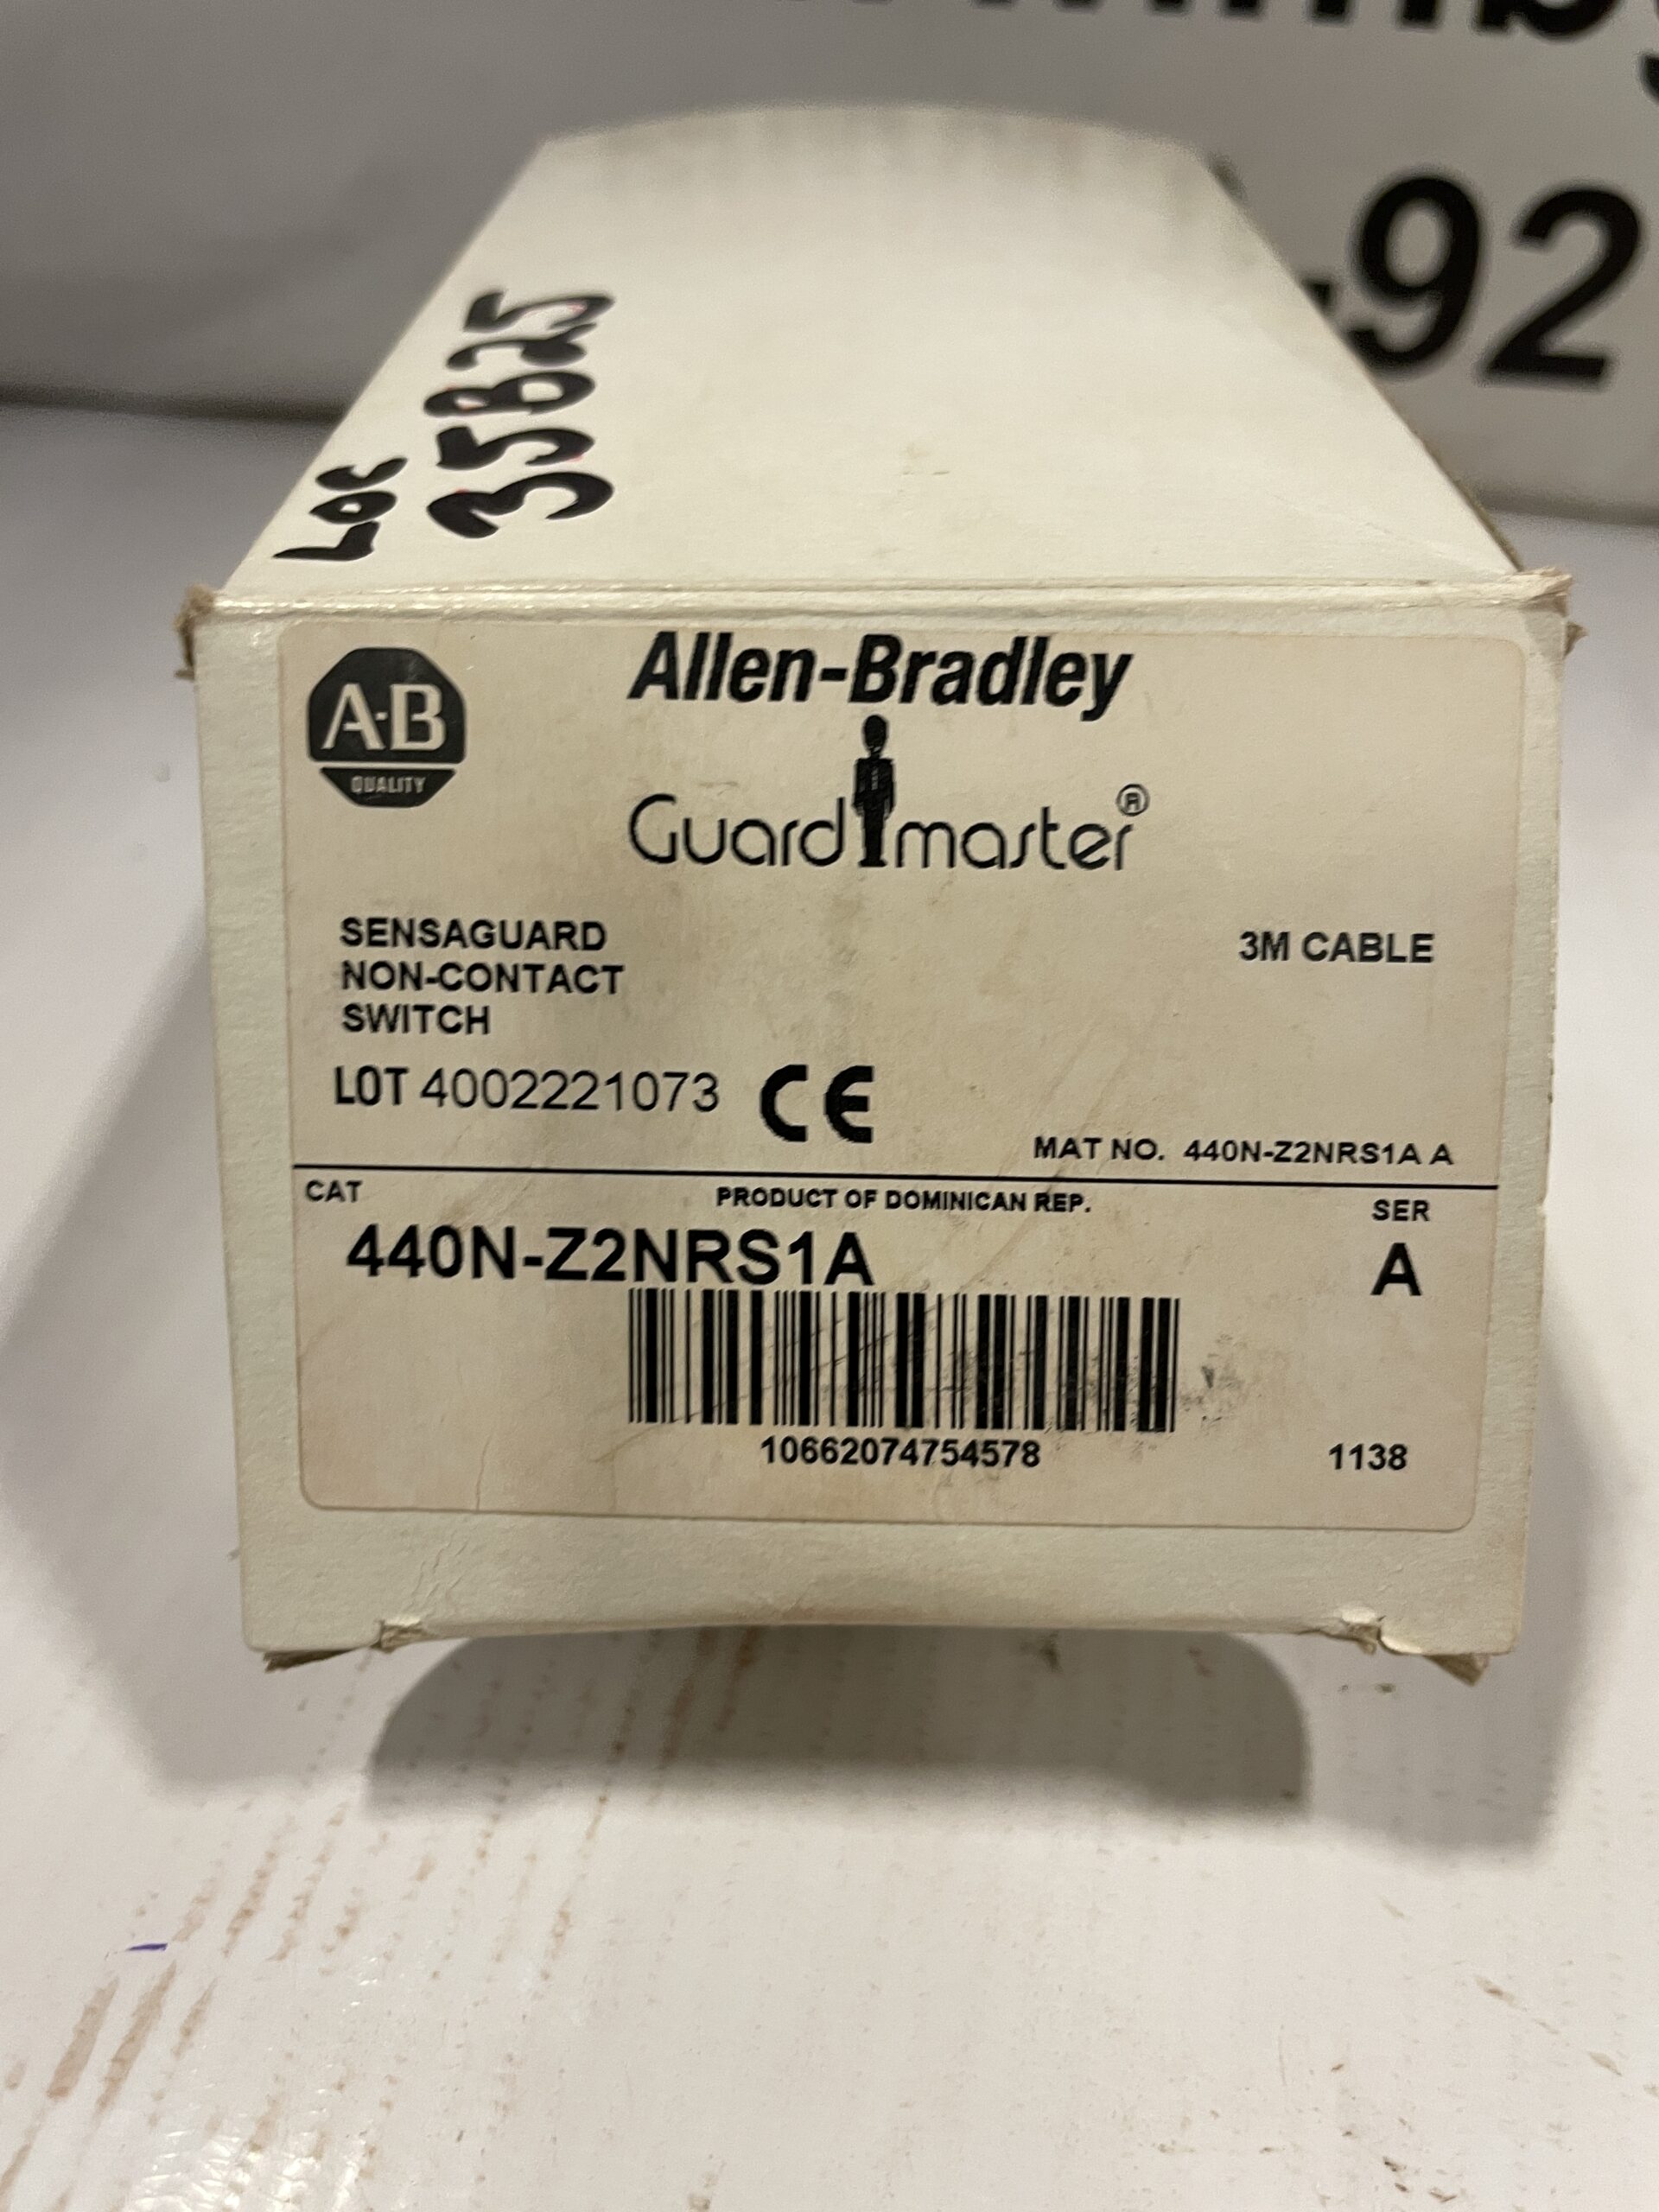 92
LOC
35B25
A-B
QUALITY
Allen-Bradley
Guardmaster®
SENSAGUARD
NON-CONTACT
SWITCH
3M CABLE
LOT 4002221073 CE
MAT NO. 440N-Z2NRS1A A
CAT
PRODUCT OF DOMINICAN REP.
SER
440N-Z2NRS1A
A
10662074754578
1138